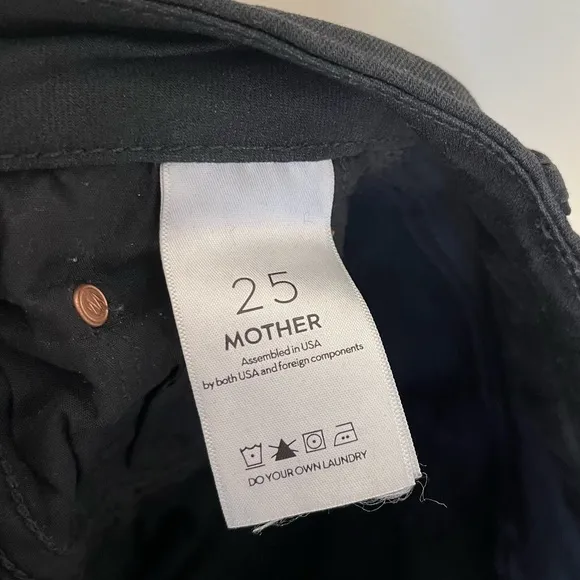 25
MOTHER
Assembled in USA
by both USA and foreign components
DO YOUR OWN LAUNDRY